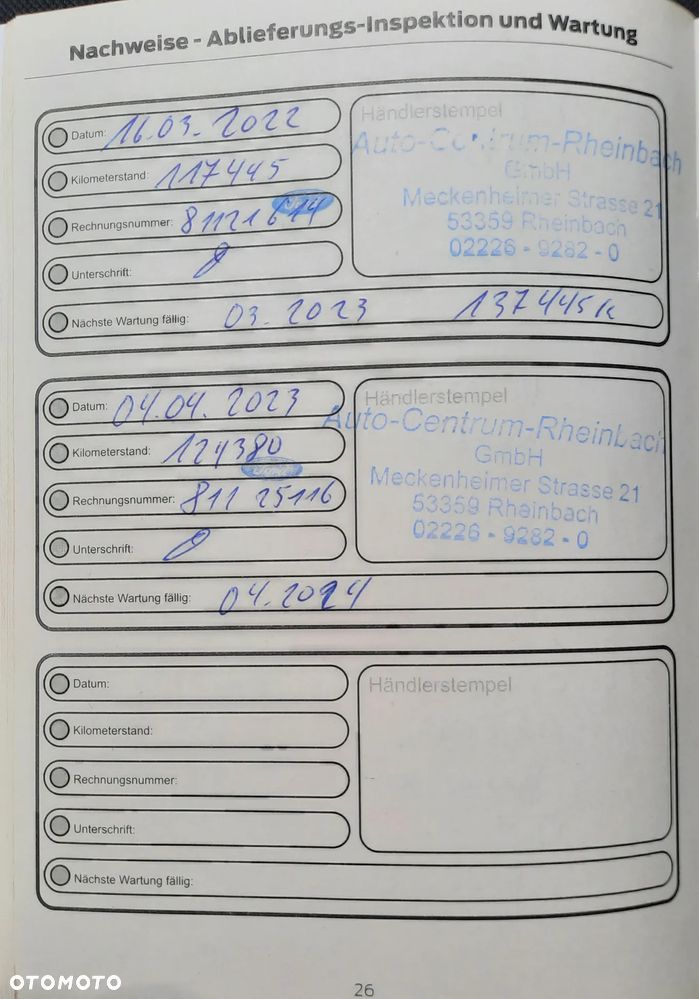 Nachweise - Ablieferungs-Inspektion und Wartung
Datum: 16.03.2022
Kilometerstand: 117445
Rechnungsnummer: 81121614
Unterschrift:
Nächste Wartung fällig: 03.2023 137445k
Händlerstempel
Auto-Centrum-Rheinbach
GmbH
Meckenheimer Strasse 21
53359 Rheinbach
02226 - 9282 - 0
Datum: 04.04.2023
Kilometerstand: 124380
Rechnungsnummer: 81125116
Unterschrift:
Nächste Wartung fällig: 04.2024
Händlerstempel
Auto-Centrum-Rheinbach
GmbH
Meckenheimer Strasse 21
53359 Rheinbach
02226 - 9282 - 0
Datum:
Kilometerstand:
Rechnungsnummer:
Unterschrift:
Nächste Wartung fällig:
Händlerstempel
26
OTOMOTO